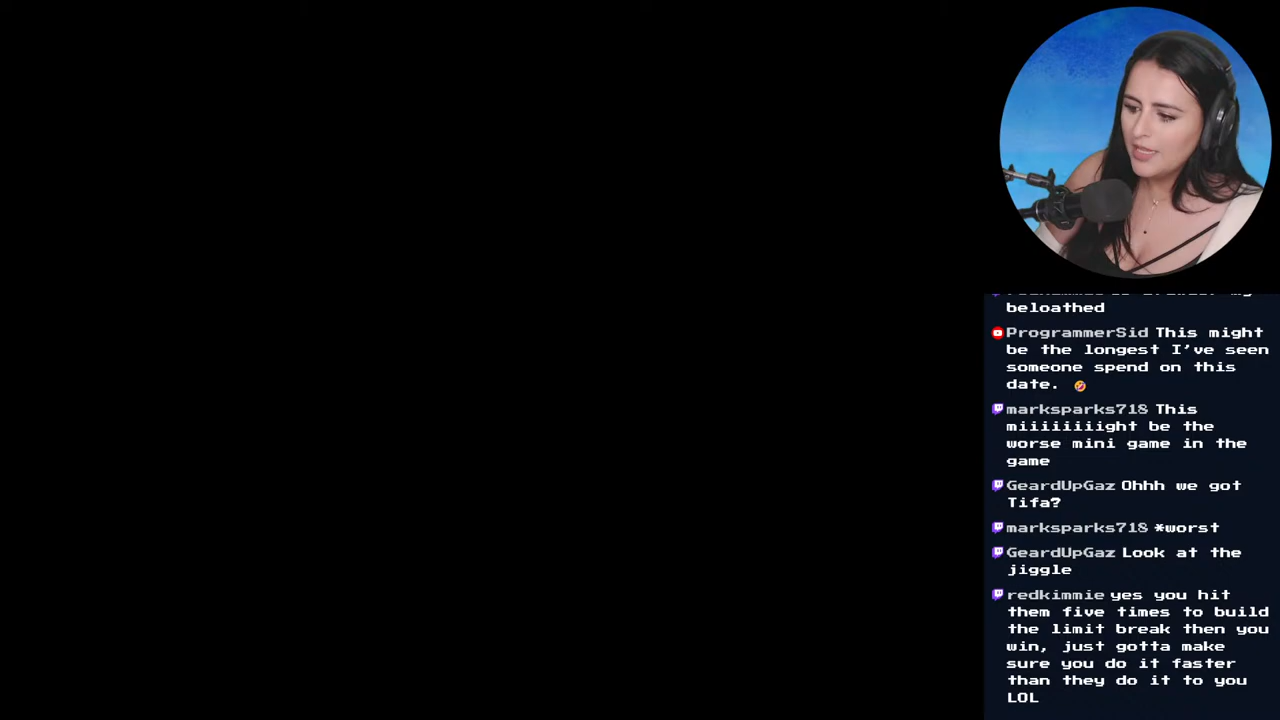 beloathed
ProgrammerSid This might
be the longest I've seen
someone spend on this
date. 🤣
marksparks718 This
miiiiiiiight be the
worse mini game in the
game
GeardUpGaz Ohhh we got
Tifa?
marksparks718 *worst
GeardUpGaz Look at the
jiggle
redkimmie yes you hit
them five times to build
the limit break then you
win, just gotta make
sure you do it faster
than they do it to you
LOL